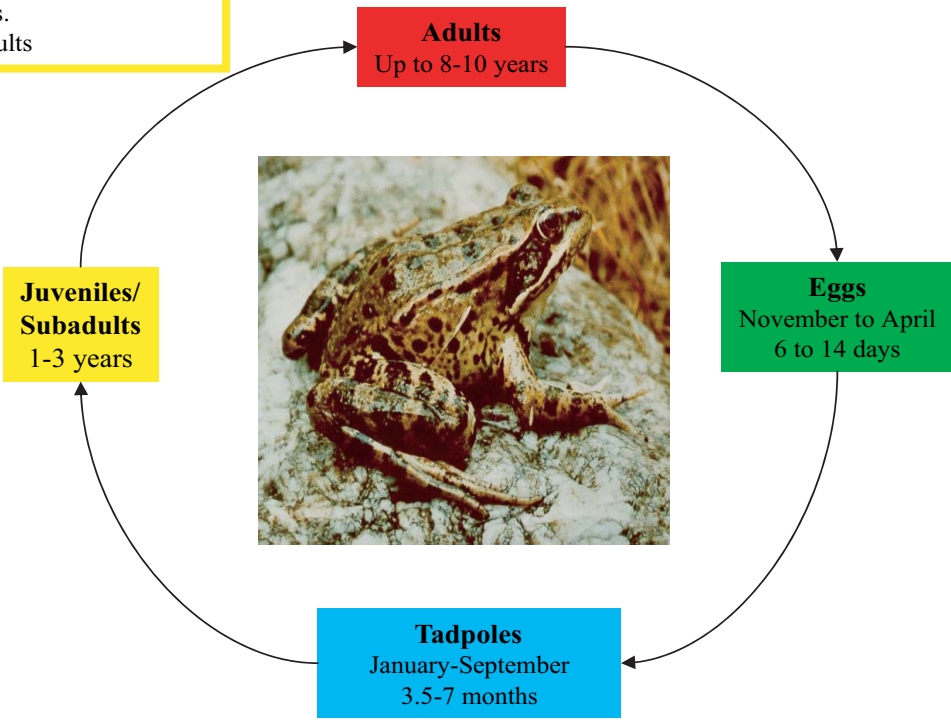 s.
ults
Adults
Up to 8-10 years
Eggs
November to April
6 to 14 days
Juveniles/
Subadults
1-3 years
Tadpoles
January-September
3.5-7 months